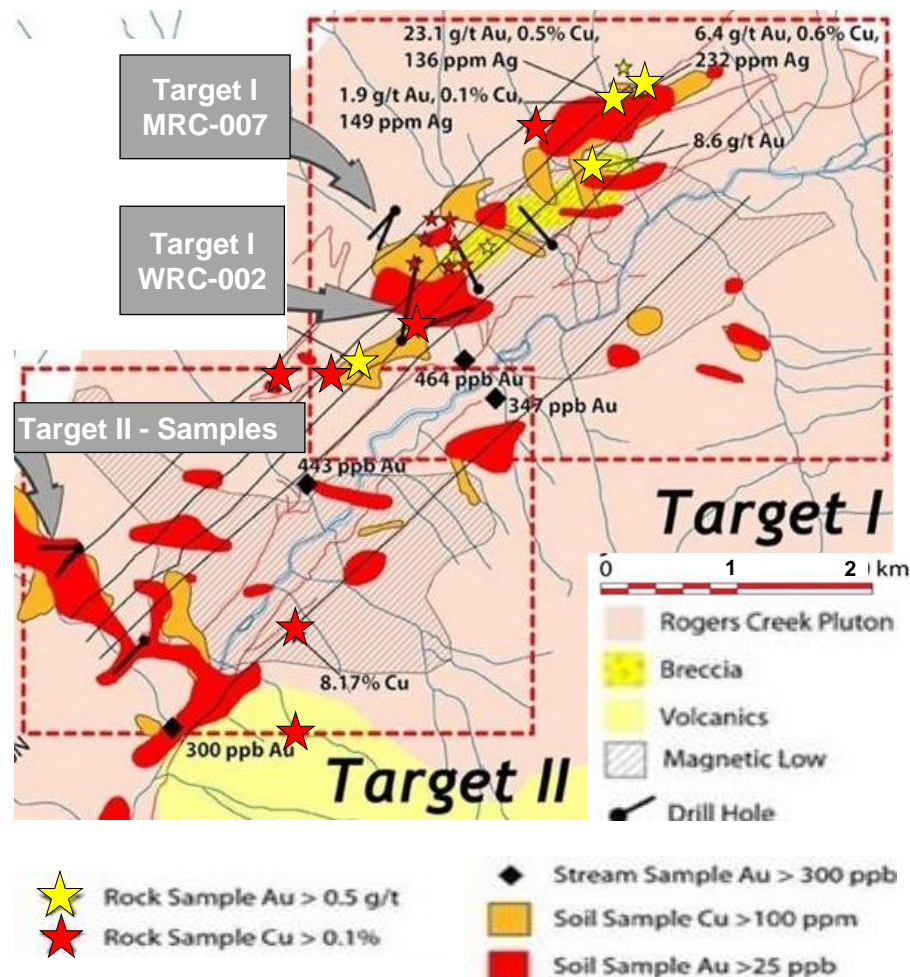 23.1 g/t Au, 0.5% Cu,
136 ppm Ag
6.4 g/t Au, 0.6% Cu,
232 ppm Ag
Target I
MRC-007
1.9 g/t Au, 0.1% Cu,
149 ppm Ag
8.6 g/t Au
Target I
WRC-002
464 ppb Au
347 ppb Au
Target II - Samples
443 ppb Au
Target I
0 1 2 km
Rogers Creek Pluton
Breccia
8.17% Cu
Volcanics
300 ppb Au
Magnetic Low
Target II
Drill Hole
Rock Sample Au > 0.5 g/t
Rock Sample Cu > 0.1%
Stream Sample Au > 300 ppb
Soil Sample Cu >100 ppm
Soil Sample Au >25 ppb